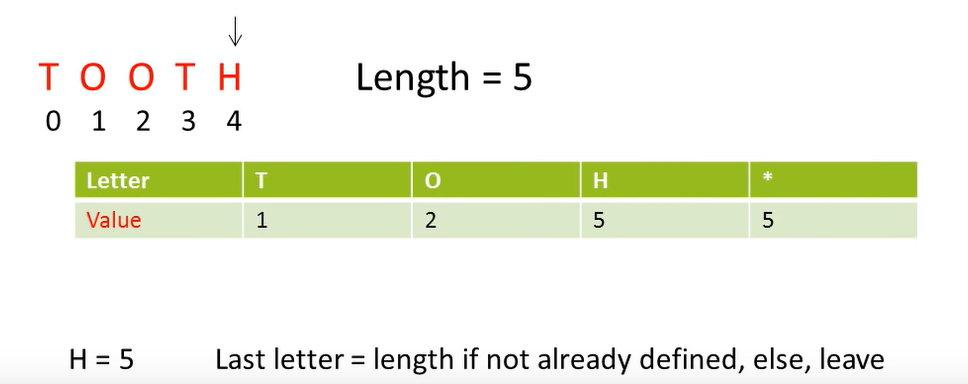 T O O T H Length = 5
0 1 2 3 4
Letter T O H *
Value 1 2 5 5
H = 5 Last letter = length if not already defined, else, leave